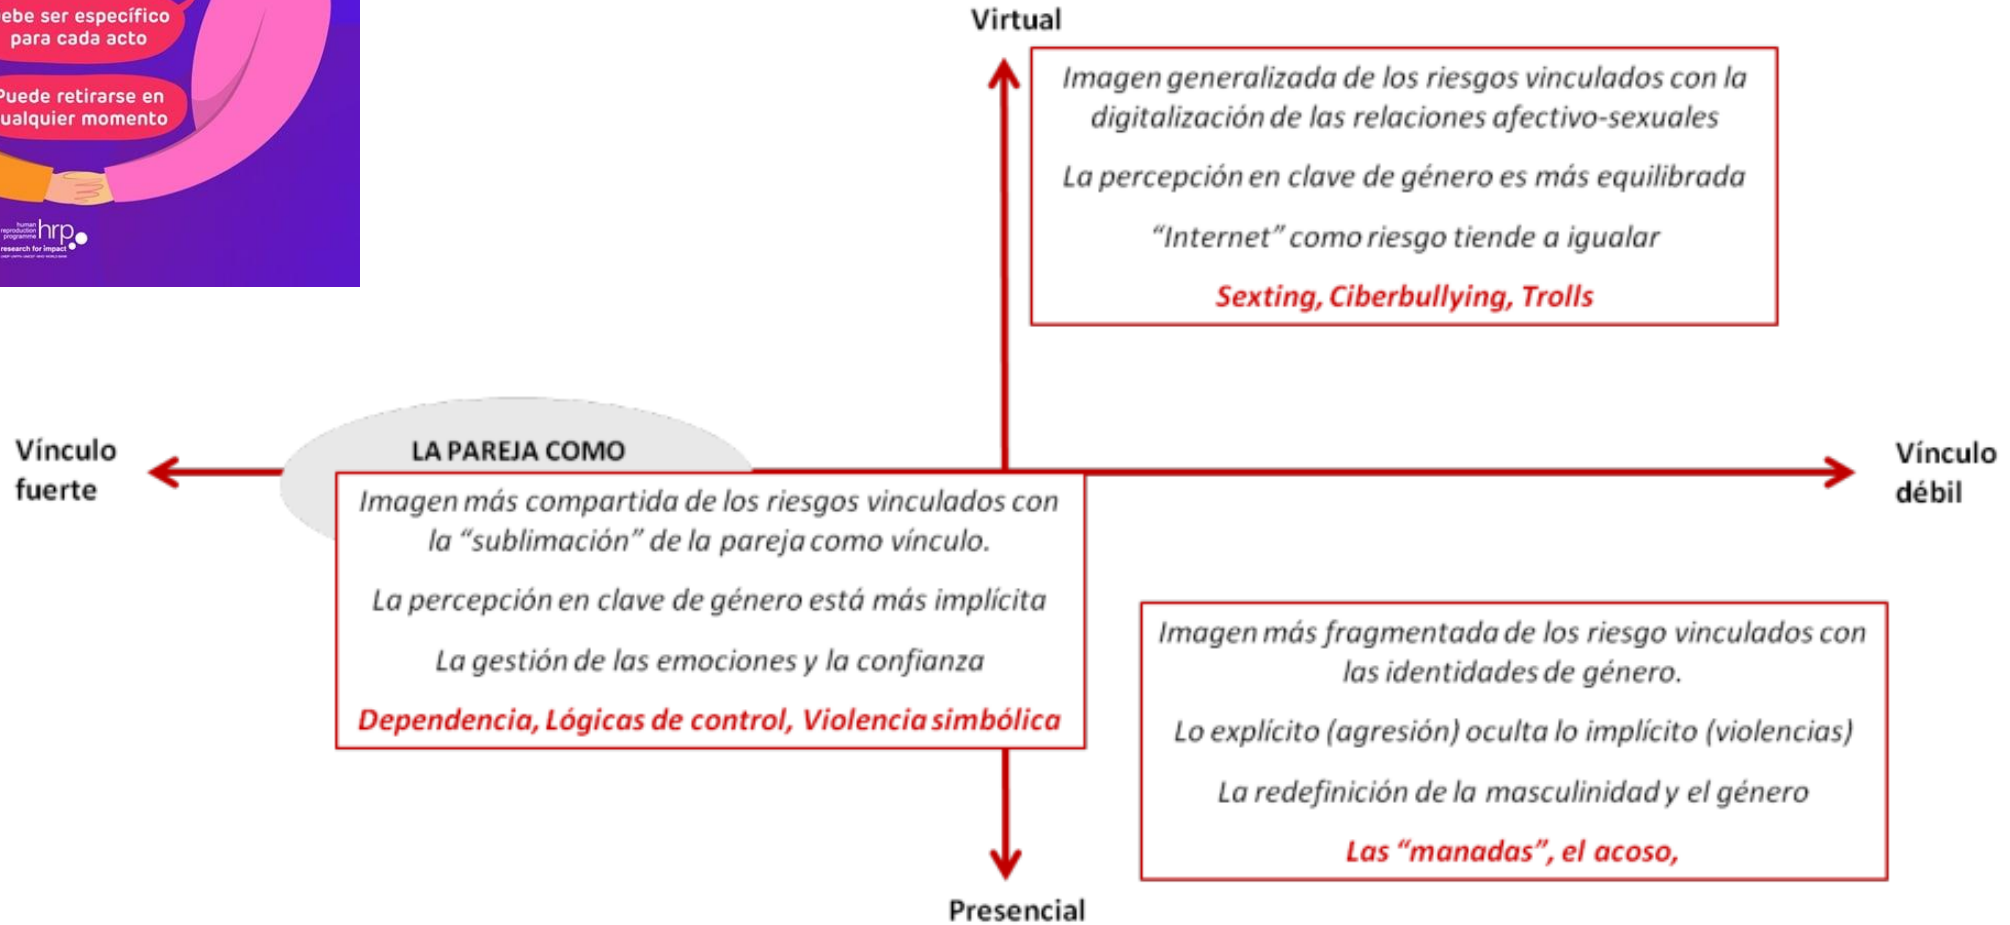 ebe ser específico
para cada acto
Puede retirarse en
ualquier momento
human
reproduction
programme
hrp
research for impact
Virtual
Imagen generalizada de los riesgos vinculados con la
digitalización de las relaciones afectivo-sexuales
La percepción en clave de género es más equilibrada
“Internet” como riesgo tiende a igualar
Sexting, Ciberbullying, Trolls
Vínculo
fuerte
LA PAREJA COMO
Vínculo
débil
Imagen más compartida de los riesgos vinculados con
la “sublimación” de la pareja como vínculo.
La percepción en clave de género está más implícita
La gestión de las emociones y la confianza
Dependencia, Lógicas de control, Violencia simbólica
Imagen más fragmentada de los riesgo vinculados con
las identidades de género.
Lo explícito (agresión) oculta lo implícito (violencias)
La redefinición de la masculinidad y el género
Las “manadas”, el acoso,
Presencial